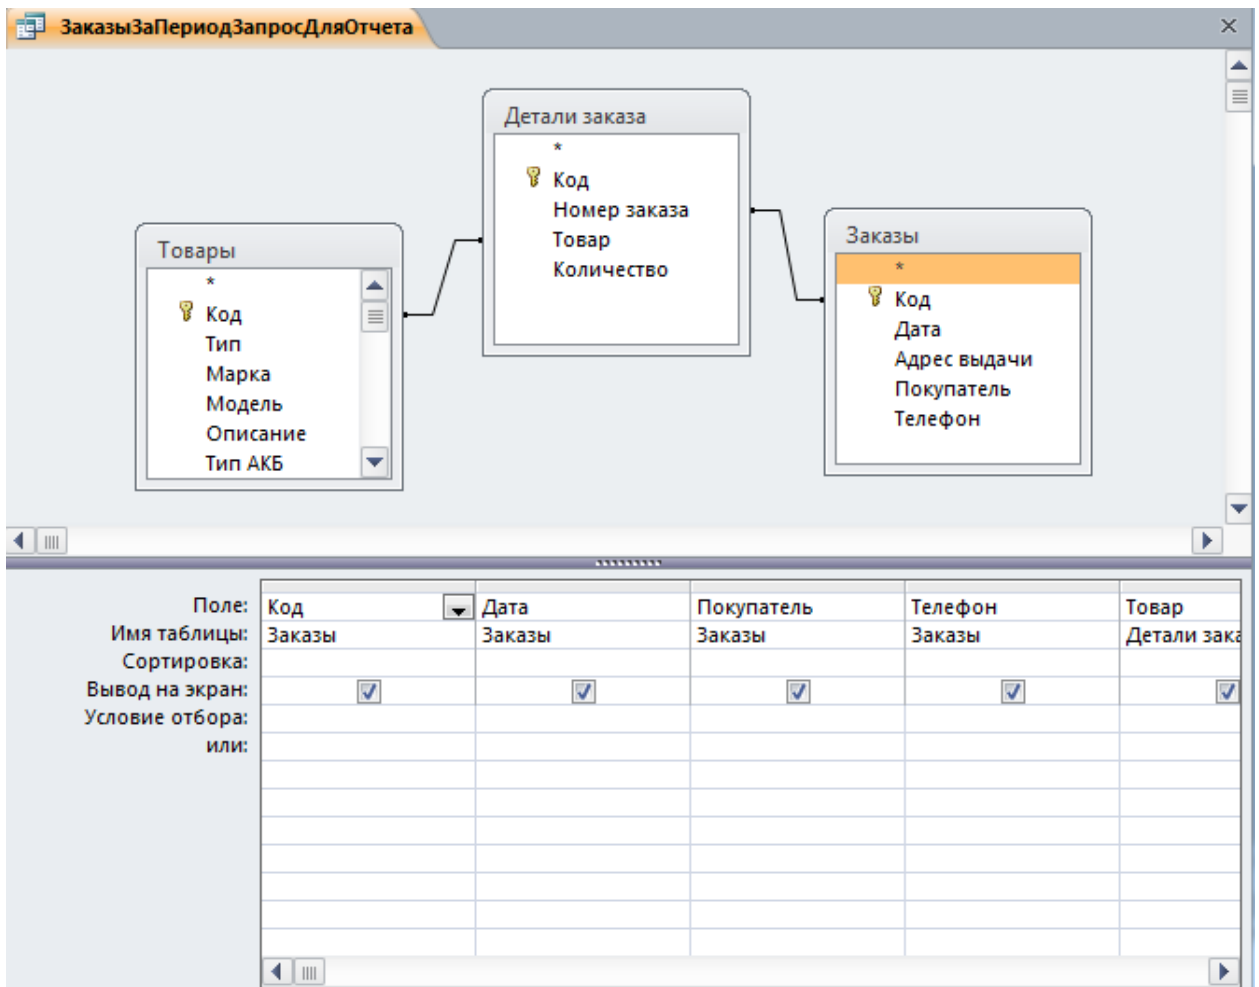 ЗаказыЗаПериодЗапросДляОтчета
Детали заказа
*
Код
Номер заказа
Товар
Количество
Товары
*
Код
Тип
Марка
Модель
Описание
Тип АКБ
Заказы
*
Код
Дата
Адрес выдачи
Покупатель
Телефон
Поле: Код Дата Покупатель Телефон Товар
Имя таблицы: Заказы Заказы Заказы Заказы Детали зака
Сортировка:
Вывод на экран:
Условие отбора:
или: